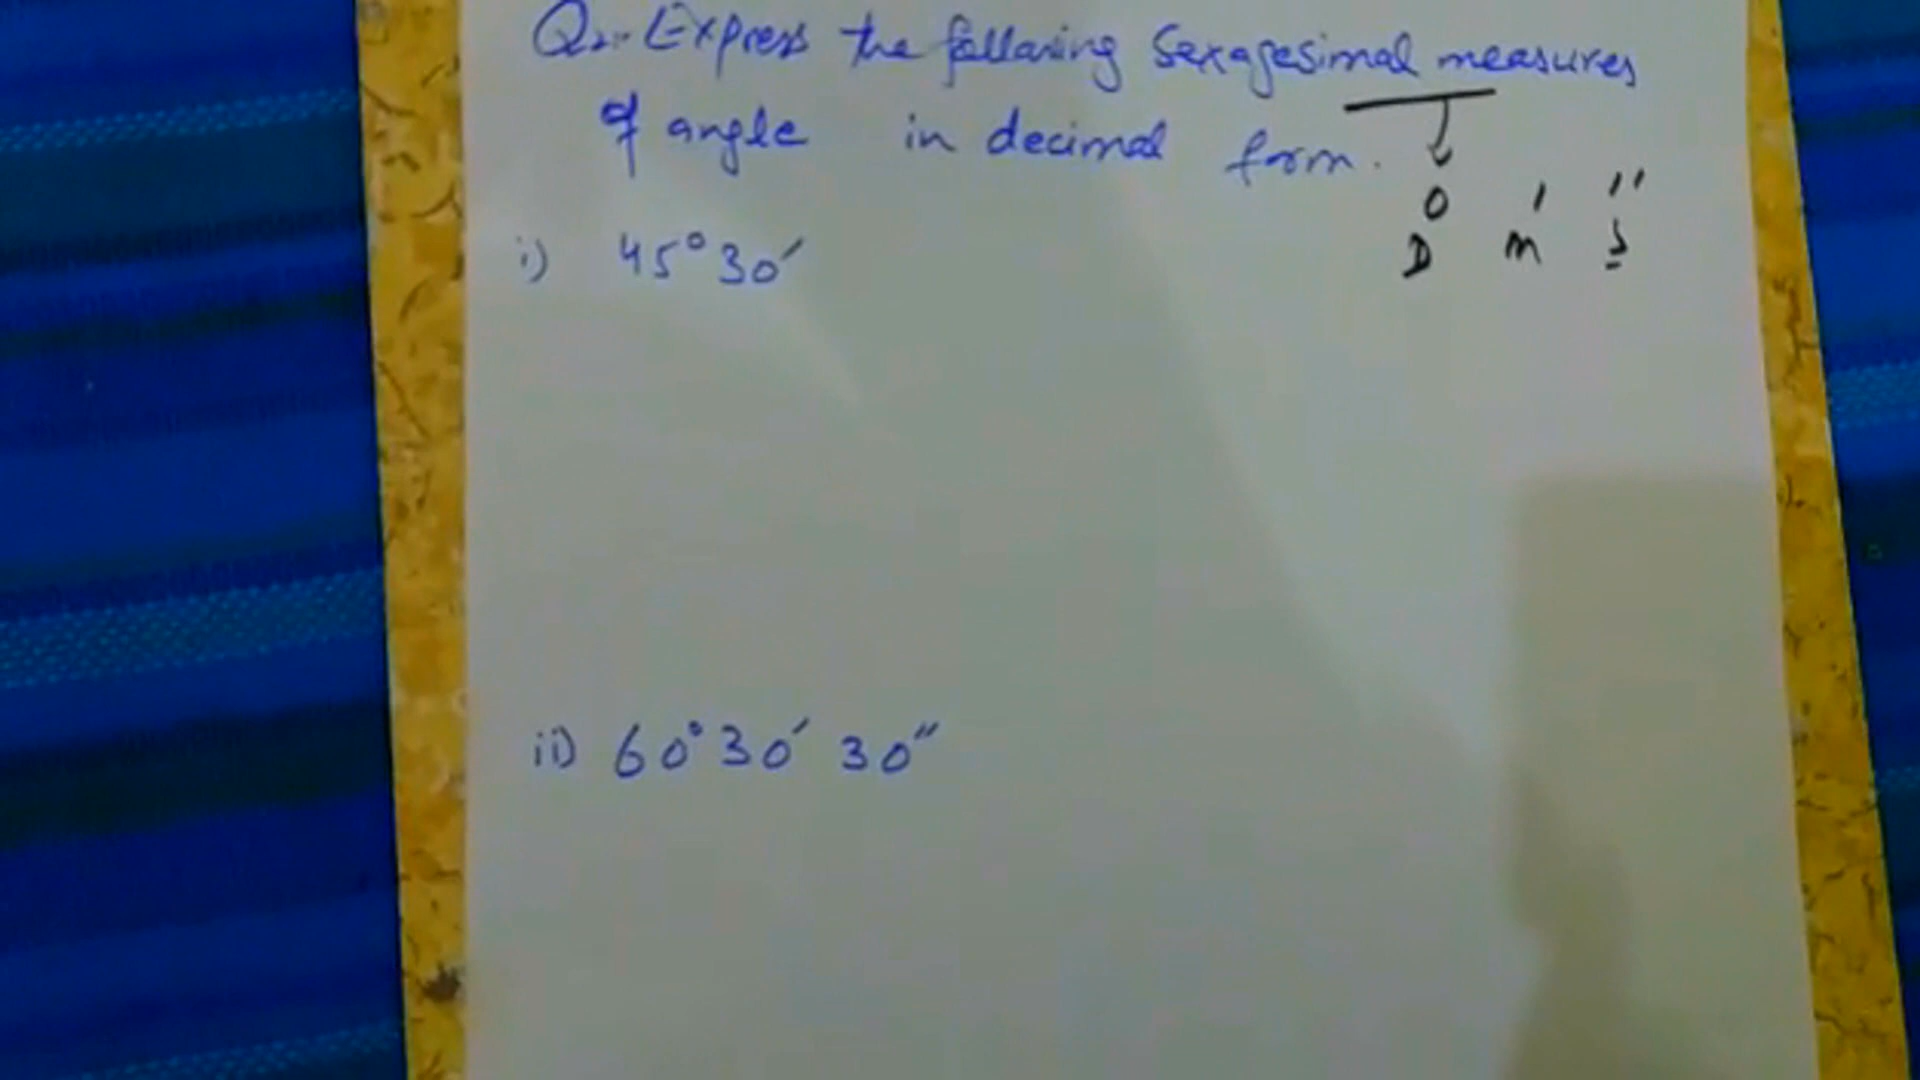 Q2:- Express the following Sexagesimal measures
of angle in decimal form.
° ′ ″
D M S
i) 45°30′
ii) 60°30′ 30″